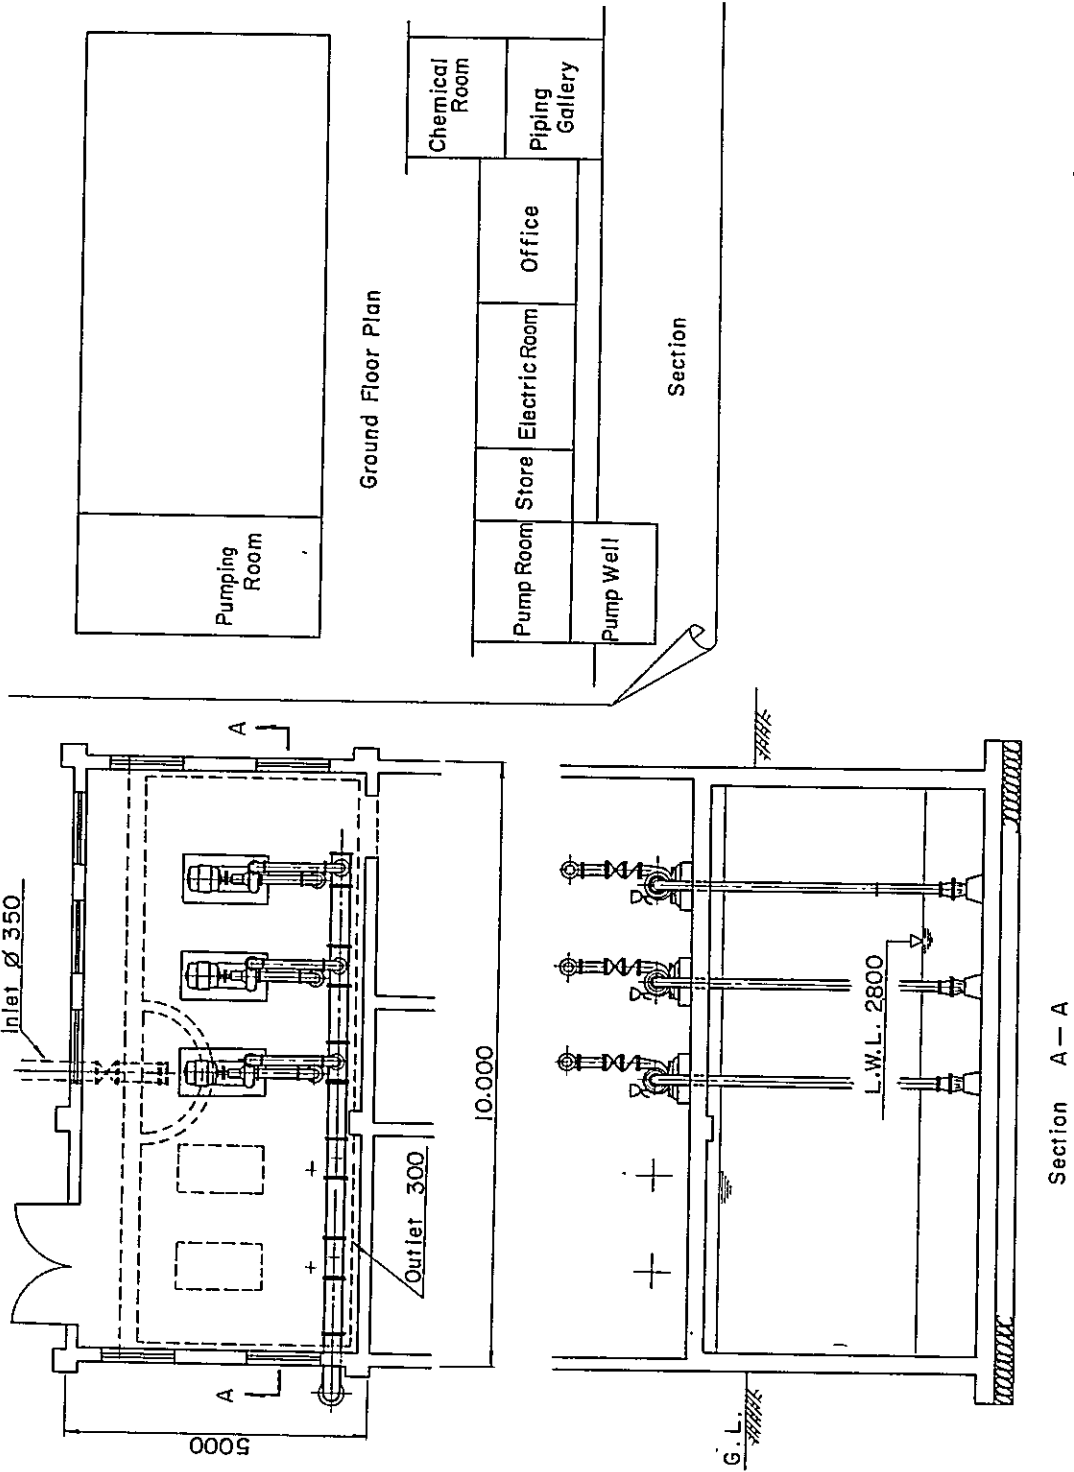 Inlet Ø 350
A
A
5000
10.000
Outlet 300
G. L.
L.W.L. 2800
Section A — A
Pumping
Room
Ground Floor Plan
Pump Room
Store
Electric Room
Office
Chemical
Room
Pump Well
Piping
Gallery
Section